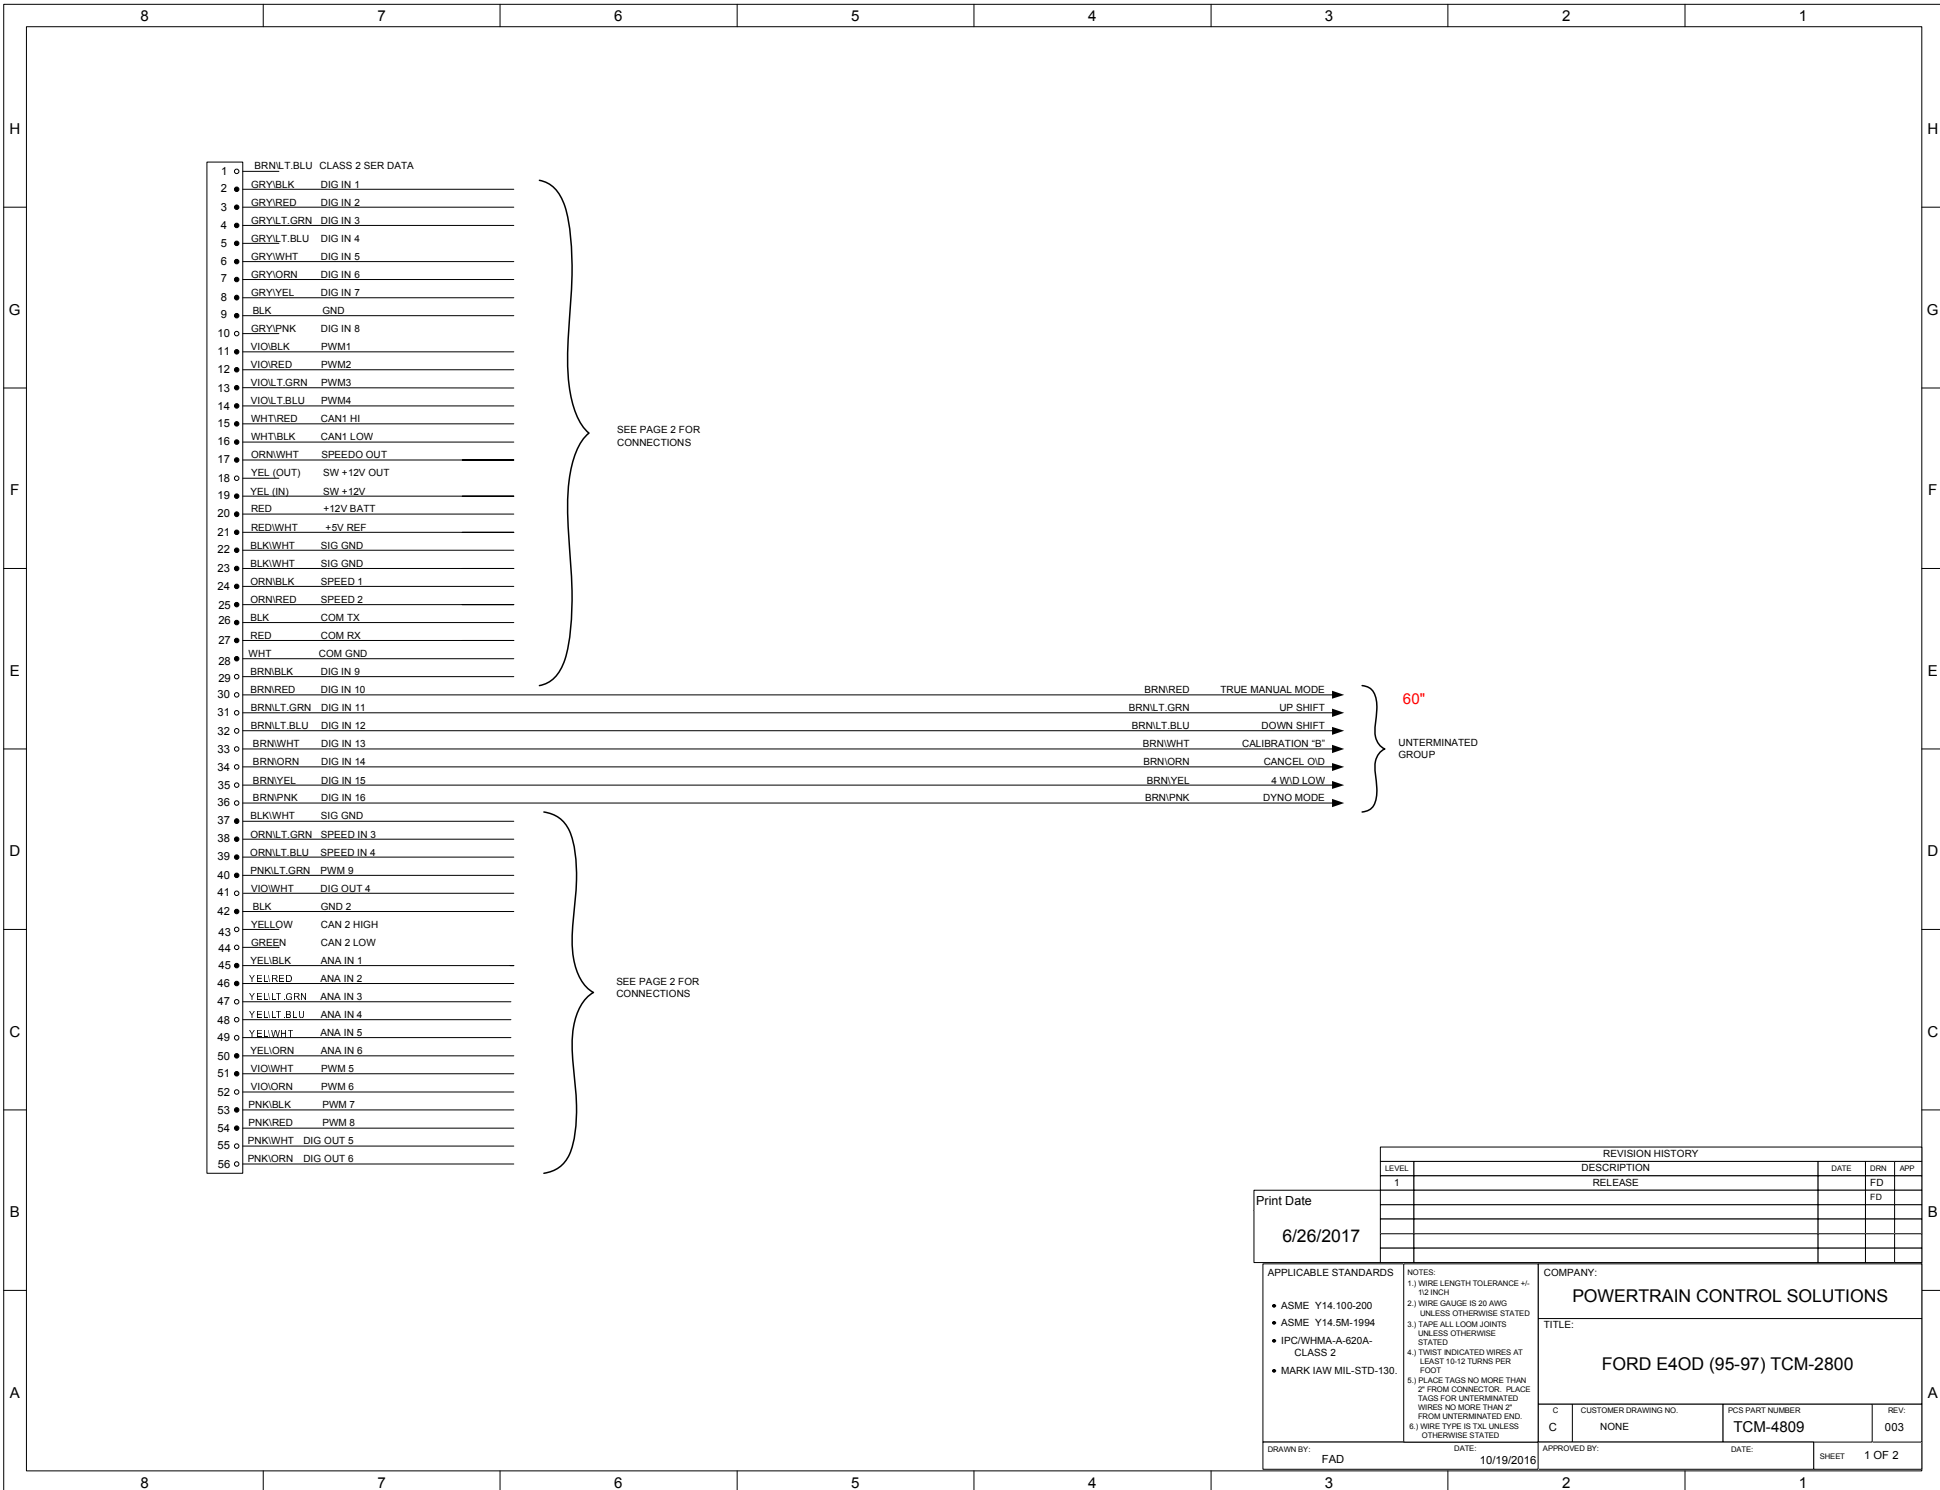 8 7 6 5 4 3 2 1
H H
G G
F F
E E
D D
C C
B B
A A
1 BRN\LT.BLU CLASS 2 SER DATA
2 GRY\BLK DIG IN 1
3 GRY\RED DIG IN 2
4 GRY\LT.GRN DIG IN 3
5 GRY\LT.BLU DIG IN 4
6 GRY\WHT DIG IN 5
7 GRY\ORN DIG IN 6
8 GRY\YEL DIG IN 7
9 BLK GND
10 GRY\PNK DIG IN 8
11 VIO\BLK PWM1
12 VIO\RED PWM2
13 VIO\LT.GRN PWM3
14 VIO\LT.BLU PWM4
15 WHT\RED CAN1 HI
16 WHT\BLK CAN1 LOW
17 ORN\WHT SPEEDO OUT
18 YEL (OUT) SW +12V OUT
19 YEL (IN) SW +12V
20 RED +12V BATT
21 RED\WHT +5V REF
22 BLK\WHT SIG GND
23 BLK\WHT SIG GND
24 ORN\BLK SPEED 1
25 ORN\RED SPEED 2
26 BLK COM TX
27 RED COM RX
28 WHT COM GND
29 BRN\BLK DIG IN 9
SEE PAGE 2 FOR
CONNECTIONS
30 BRN\RED DIG IN 10 BRN\RED TRUE MANUAL MODE
31 BRN\LT.GRN DIG IN 11 BRN\LT.GRN UP SHIFT
32 BRN\LT.BLU DIG IN 12 BRN\LT.BLU DOWN SHIFT
33 BRN\WHT DIG IN 13 BRN\WHT CALIBRATION “B”
34 BRN\ORN DIG IN 14 BRN\ORN CANCEL O\D
35 BRN\YEL DIG IN 15 BRN\YEL 4 W\D LOW
36 BRN\PNK DIG IN 16 BRN\PNK DYNO MODE
60"
UNTERMINATED
GROUP
37 BLK\WHT SIG GND
38 ORN\LT.GRN SPEED IN 3
39 ORN\LT.BLU SPEED IN 4
40 PNK\LT.GRN PWM 9
41 VIO\WHT DIG OUT 4
42 BLK GND 2
43 YELLOW CAN 2 HIGH
44 GREEN CAN 2 LOW
45 YEL\BLK ANA IN 1
46 YEL\RED ANA IN 2
47 YEL\LT.GRN ANA IN 3
48 YEL\LT.BLU ANA IN 4
49 YEL\WHT ANA IN 5
50 YEL\ORN ANA IN 6
51 VIO\WHT PWM 5
52 VIO\ORN PWM 6
53 PNK\BLK PWM 7
54 PNK\RED PWM 8
55 PNK\WHT DIG OUT 5
56 PNK\ORN DIG OUT 6
SEE PAGE 2 FOR
CONNECTIONS
REVISION HISTORY
LEVEL DESCRIPTION DATE DRN APP
1 RELEASE FD
FD
Print Date
6/26/2017
APPLICABLE STANDARDS
• ASME Y14.100-200
• ASME Y14.5M-1994
• IPC/WHMA-A-620A-
CLASS 2
• MARK IAW MIL-STD-130.
NOTES:
1.) WIRE LENGTH TOLERANCE +/-
1\2 INCH
2.) WIRE GAUGE IS 20 AWG
UNLESS OTHERWISE STATED
3.) TAPE ALL LOOM JOINTS
UNLESS OTHERWISE
STATED
4.) TWIST INDICATED WIRES AT
LEAST 10-12 TURNS PER
FOOT
5.) PLACE TAGS NO MORE THAN
2" FROM CONNECTOR. PLACE
TAGS FOR UNTERMINATED
WIRES NO MORE THAN 2"
FROM UNTERMINATED END.
6.) WIRE TYPE IS TXL UNLESS
OTHERWISE STATED
COMPANY:
POWERTRAIN CONTROL SOLUTIONS
TITLE:
FORD E4OD (95-97) TCM-2800
C CUSTOMER DRAWING NO. PCS PART NUMBER REV:
C NONE TCM-4809 003
DRAWN BY: DATE: APPROVED BY: DATE: SHEET 1 OF 2
FAD 10/19/2016
8 7 6 5 4 3 2 1